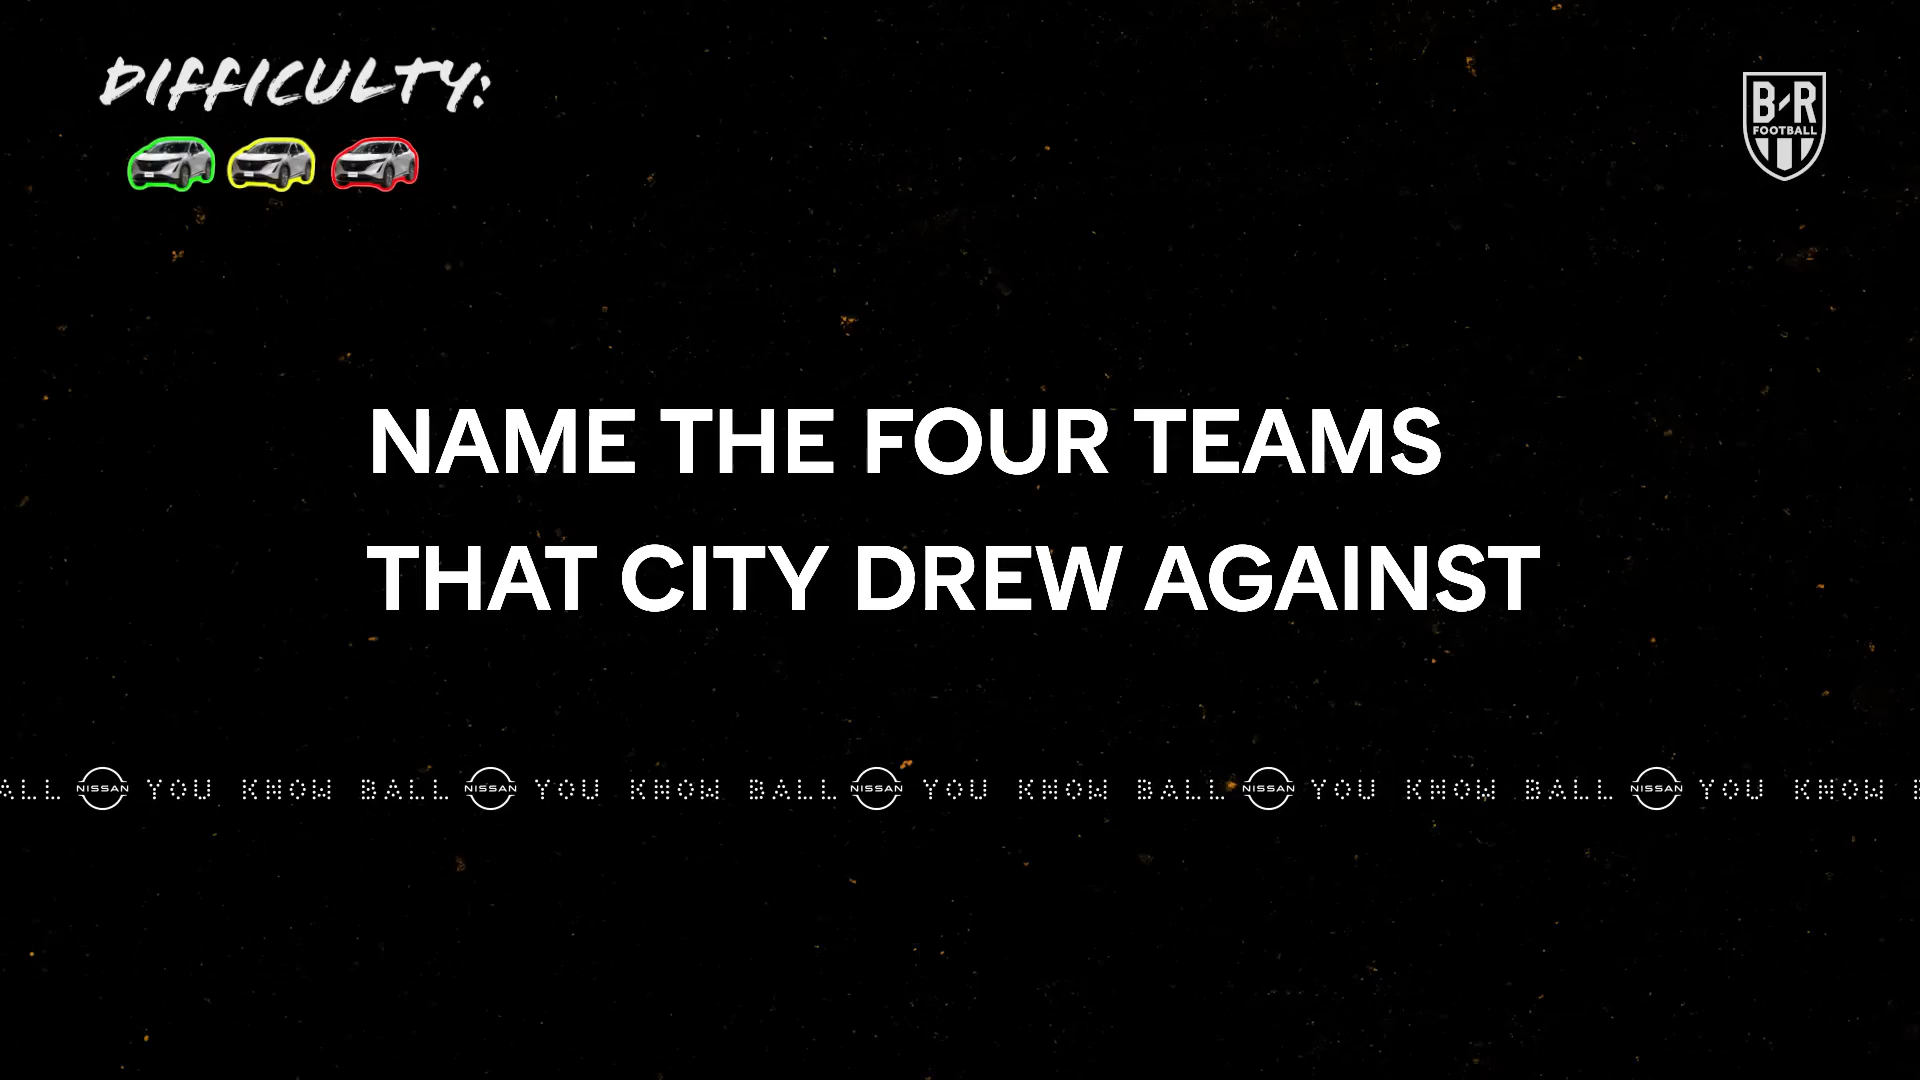 DIFFICULTY:
B R
FOOTBALL
NAME THE FOUR TEAMS
THAT CITY DREW AGAINST
ALL NISSAN YOU KNOW BALL NISSAN YOU KNOW BALL NISSAN YOU KNOW BALL NISSAN YOU KNOW BALL NISSAN YOU KNOW B